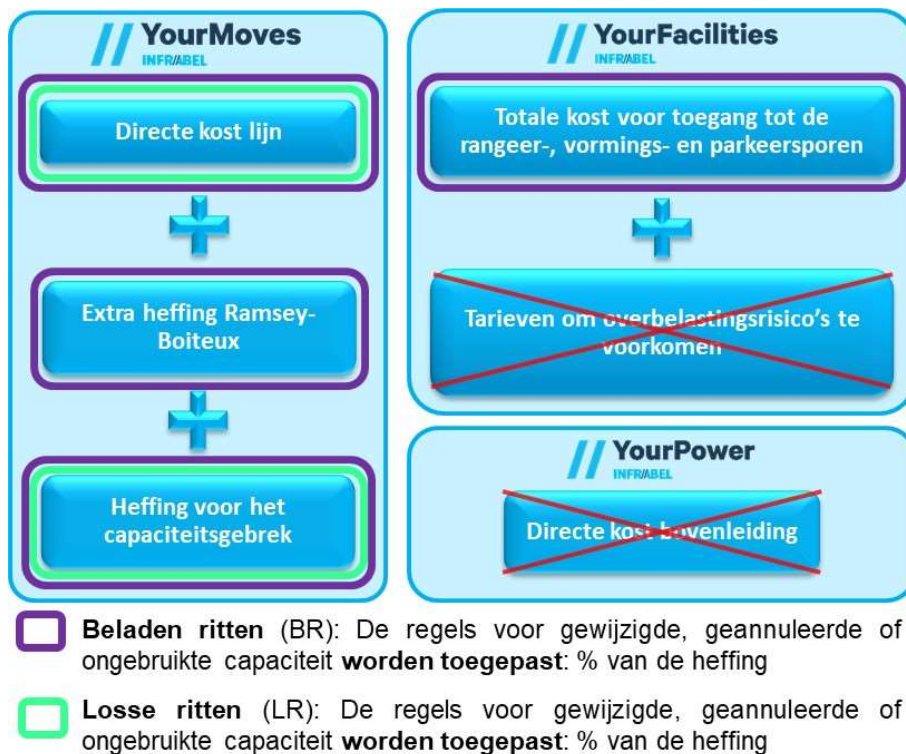 YourMoves
INFRABEL
Directe kost lijn
Extra heffing Ramsey-
Boiteux
Heffing voor het
capaciteitsgebrek
YourFacilities
INFRABEL
Totale kost voor toegang tot de
rangeer-, vormings- en parkeersporen
Tarieven om overbelastingsrisico's te
voorkomen
YourPower
INFRABEL
Directe kost bovenleiding
Beladen ritten (BR): De regels voor gewijzigde, geannuleerde of
ongebruikte capaciteit worden toegepast: % van de heffing
Losse ritten (LR): De regels voor gewijzigde, geannuleerde of
ongebruikte capaciteit worden toegepast: % van de heffing